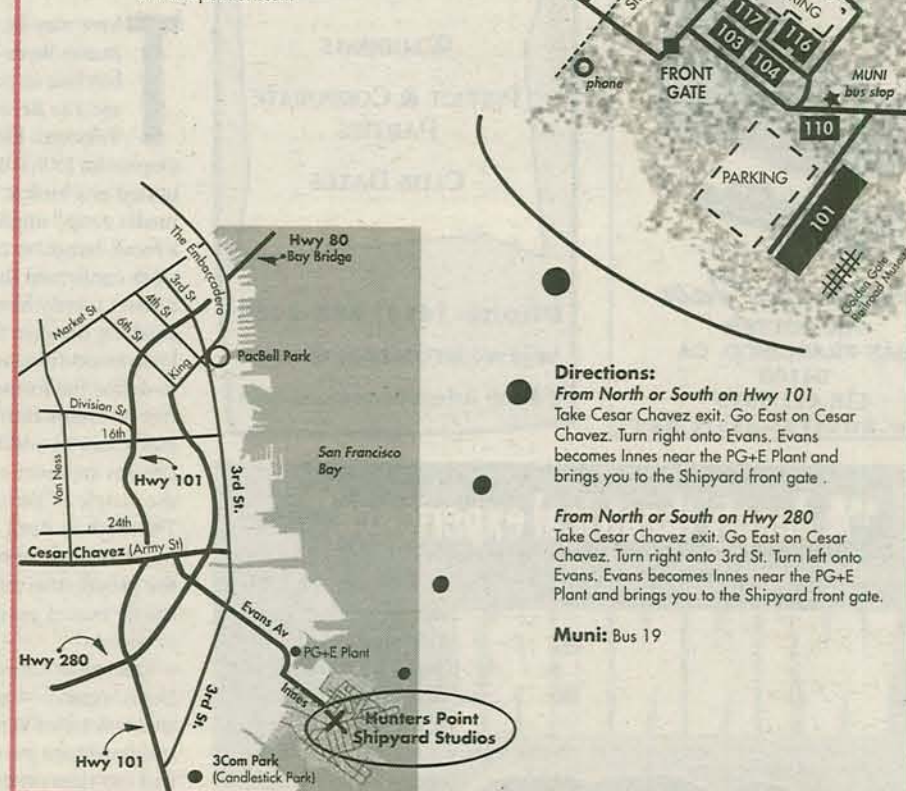 117
103
116
104
phone
FRONT
GATE
MUNI
bus stop
110
PARKING
101
Golden Gate
Railroad Museum
The Embarcadero
Hwy 80
Bay Bridge
3rd St
4th St
Market St
6th St
King
PacBell Park
Division St
16th
Van Ness
Hwy 101
3rd St.
San Francisco
Bay
24th
Cesar Chavez (Army St)
Evans Av
PG+E Plant
Hwy 280
Innes
3rd St.
Hunters Point
Shipyard Studios
Hwy 101
3Com Park
(Candlestick Park)
Directions:
From North or South on Hwy 101
Take Cesar Chavez exit. Go East on Cesar
Chavez. Turn right onto Evans. Evans
becomes Innes near the PG+E Plant and
brings you to the Shipyard front gate .
From North or South on Hwy 280
Take Cesar Chavez exit. Go East on Cesar
Chavez. Turn right onto 3rd St. Turn left onto
Evans. Evans becomes Innes near the PG+E
Plant and brings you to the Shipyard front gate.
Muni: Bus 19